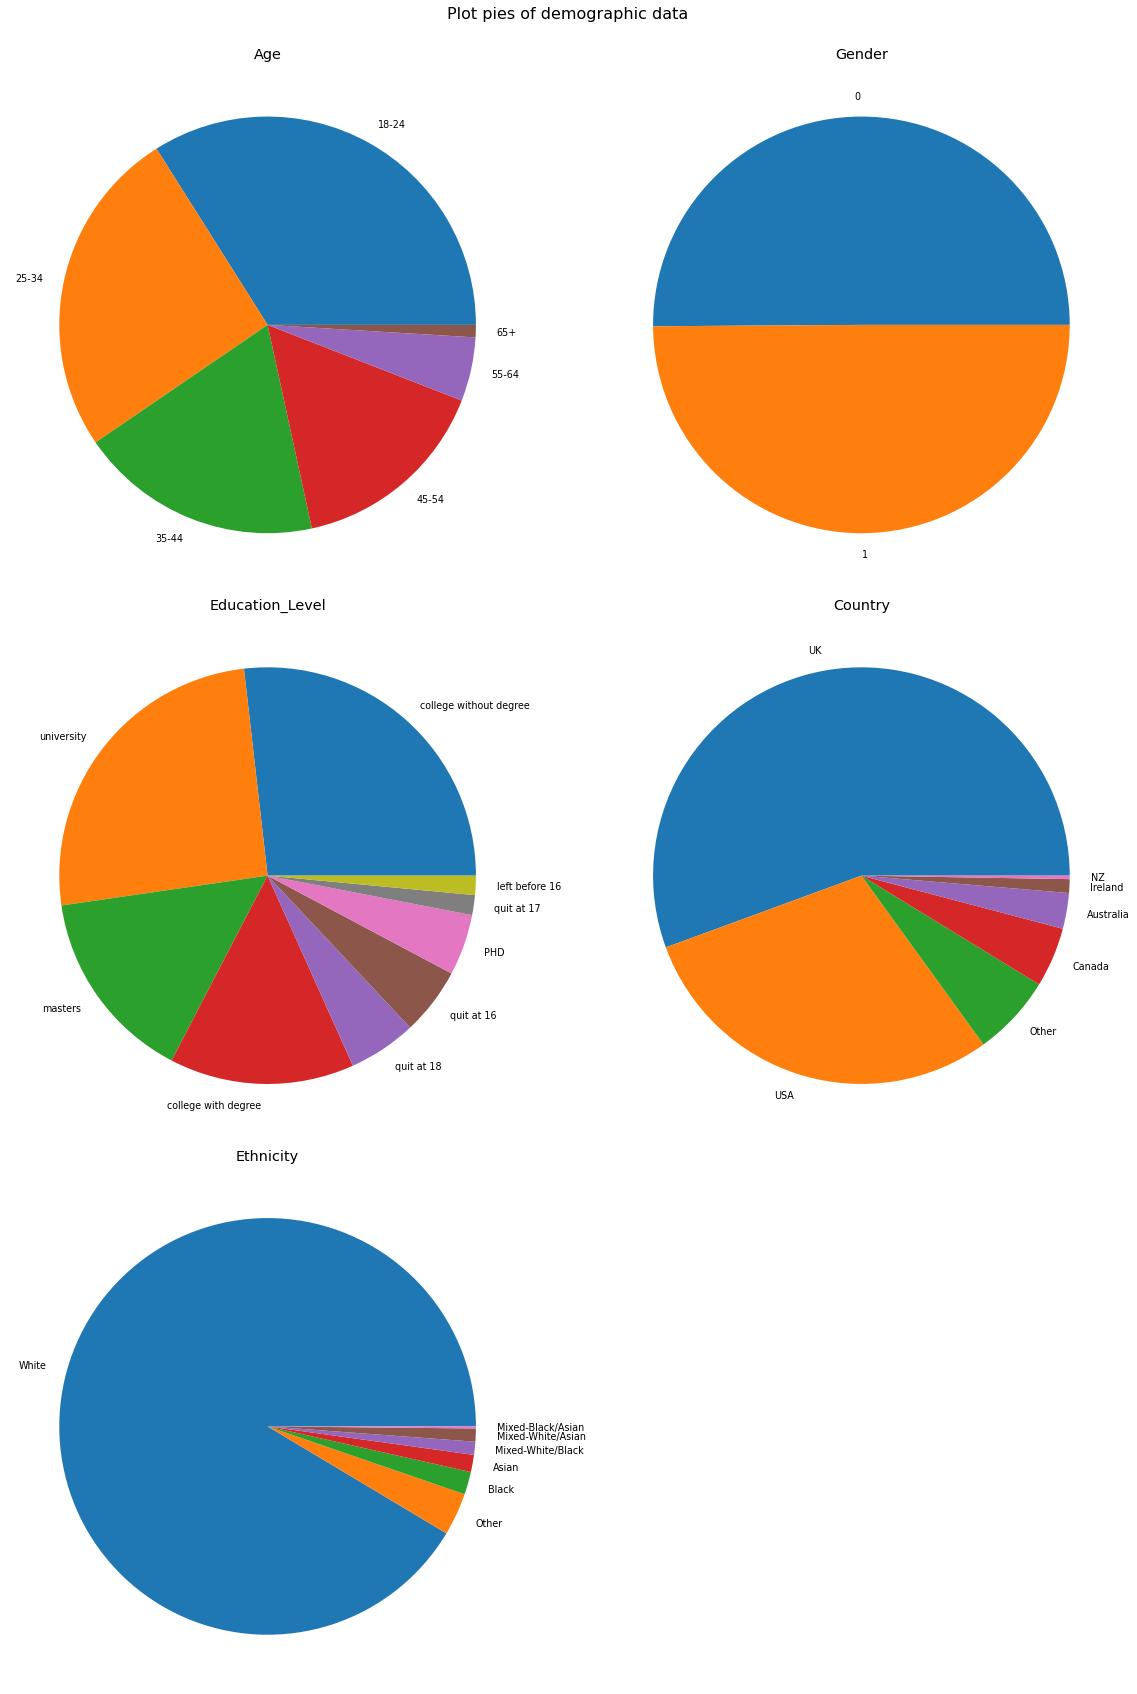 Plot pies of demographic data
Age
18-24
25-34
35-44
45-54
55-64
65+
Gender
0
1
Education_Level
college without degree
university
masters
college with degree
quit at 18
quit at 16
PHD
quit at 17
left before 16
Country
UK
USA
Other
Canada
Australia
Ireland
NZ
Ethnicity
White
Other
Black
Asian
Mixed-White/Black
Mixed-White/Asian
Mixed-Black/Asian